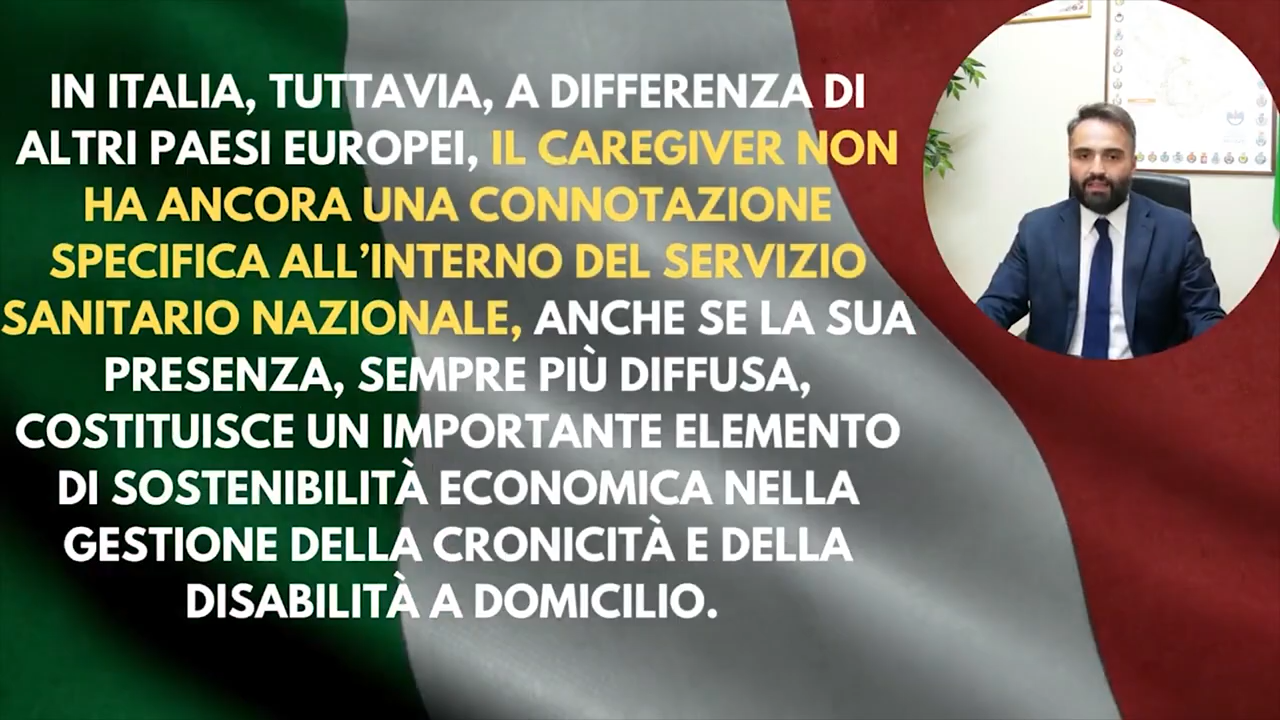 IN ITALIA, TUTTAVIA, A DIFFERENZA DI
ALTRI PAESI EUROPEI, IL CAREGIVER NON
HA ANCORA UNA CONNOTAZIONE
SPECIFICA ALL’INTERNO DEL SERVIZIO
SANITARIO NAZIONALE, ANCHE SE LA SUA
PRESENZA, SEMPRE PIÙ DIFFUSA,
COSTITUISCE UN IMPORTANTE ELEMENTO
DI SOSTENIBILITÀ ECONOMICA NELLA
GESTIONE DELLA CRONICITÀ E DELLA
DISABILITÀ A DOMICILIO.